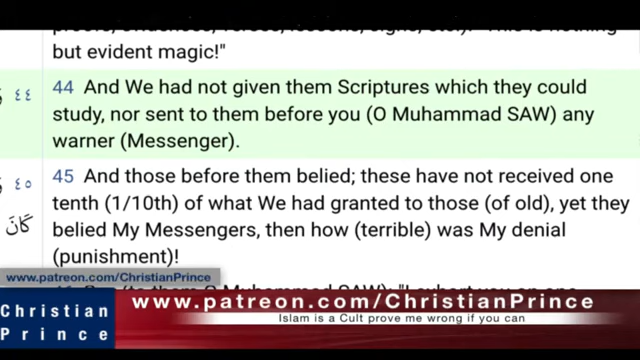 but evident magic!"
٤٤ 44 And We had not given them Scriptures which they could
study, nor sent to them before you (O Muhammad SAW) any
warner (Messenger).
٤٥ 45 And those before them belied; these have not received one
كَانَ tenth (1/10th) of what We had granted to those (of old), yet they
belied My Messengers, then how (terrible) was My denial
(punishment)!
www.patreon.com/ChristianPrince
Christian
Prince
www.patreon.com/ChristianPrince
Islam is a Cult prove me wrong if you can